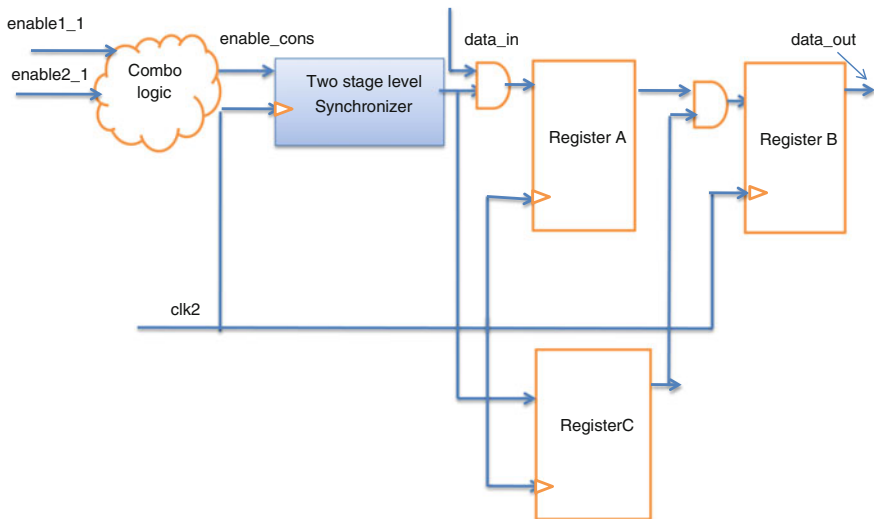 enable1_1
enable2_1
Combo
logic
enable_cons
Two stage level
Synchronizer
data_in
Register A
data_out
Register B
clk2
RegisterC